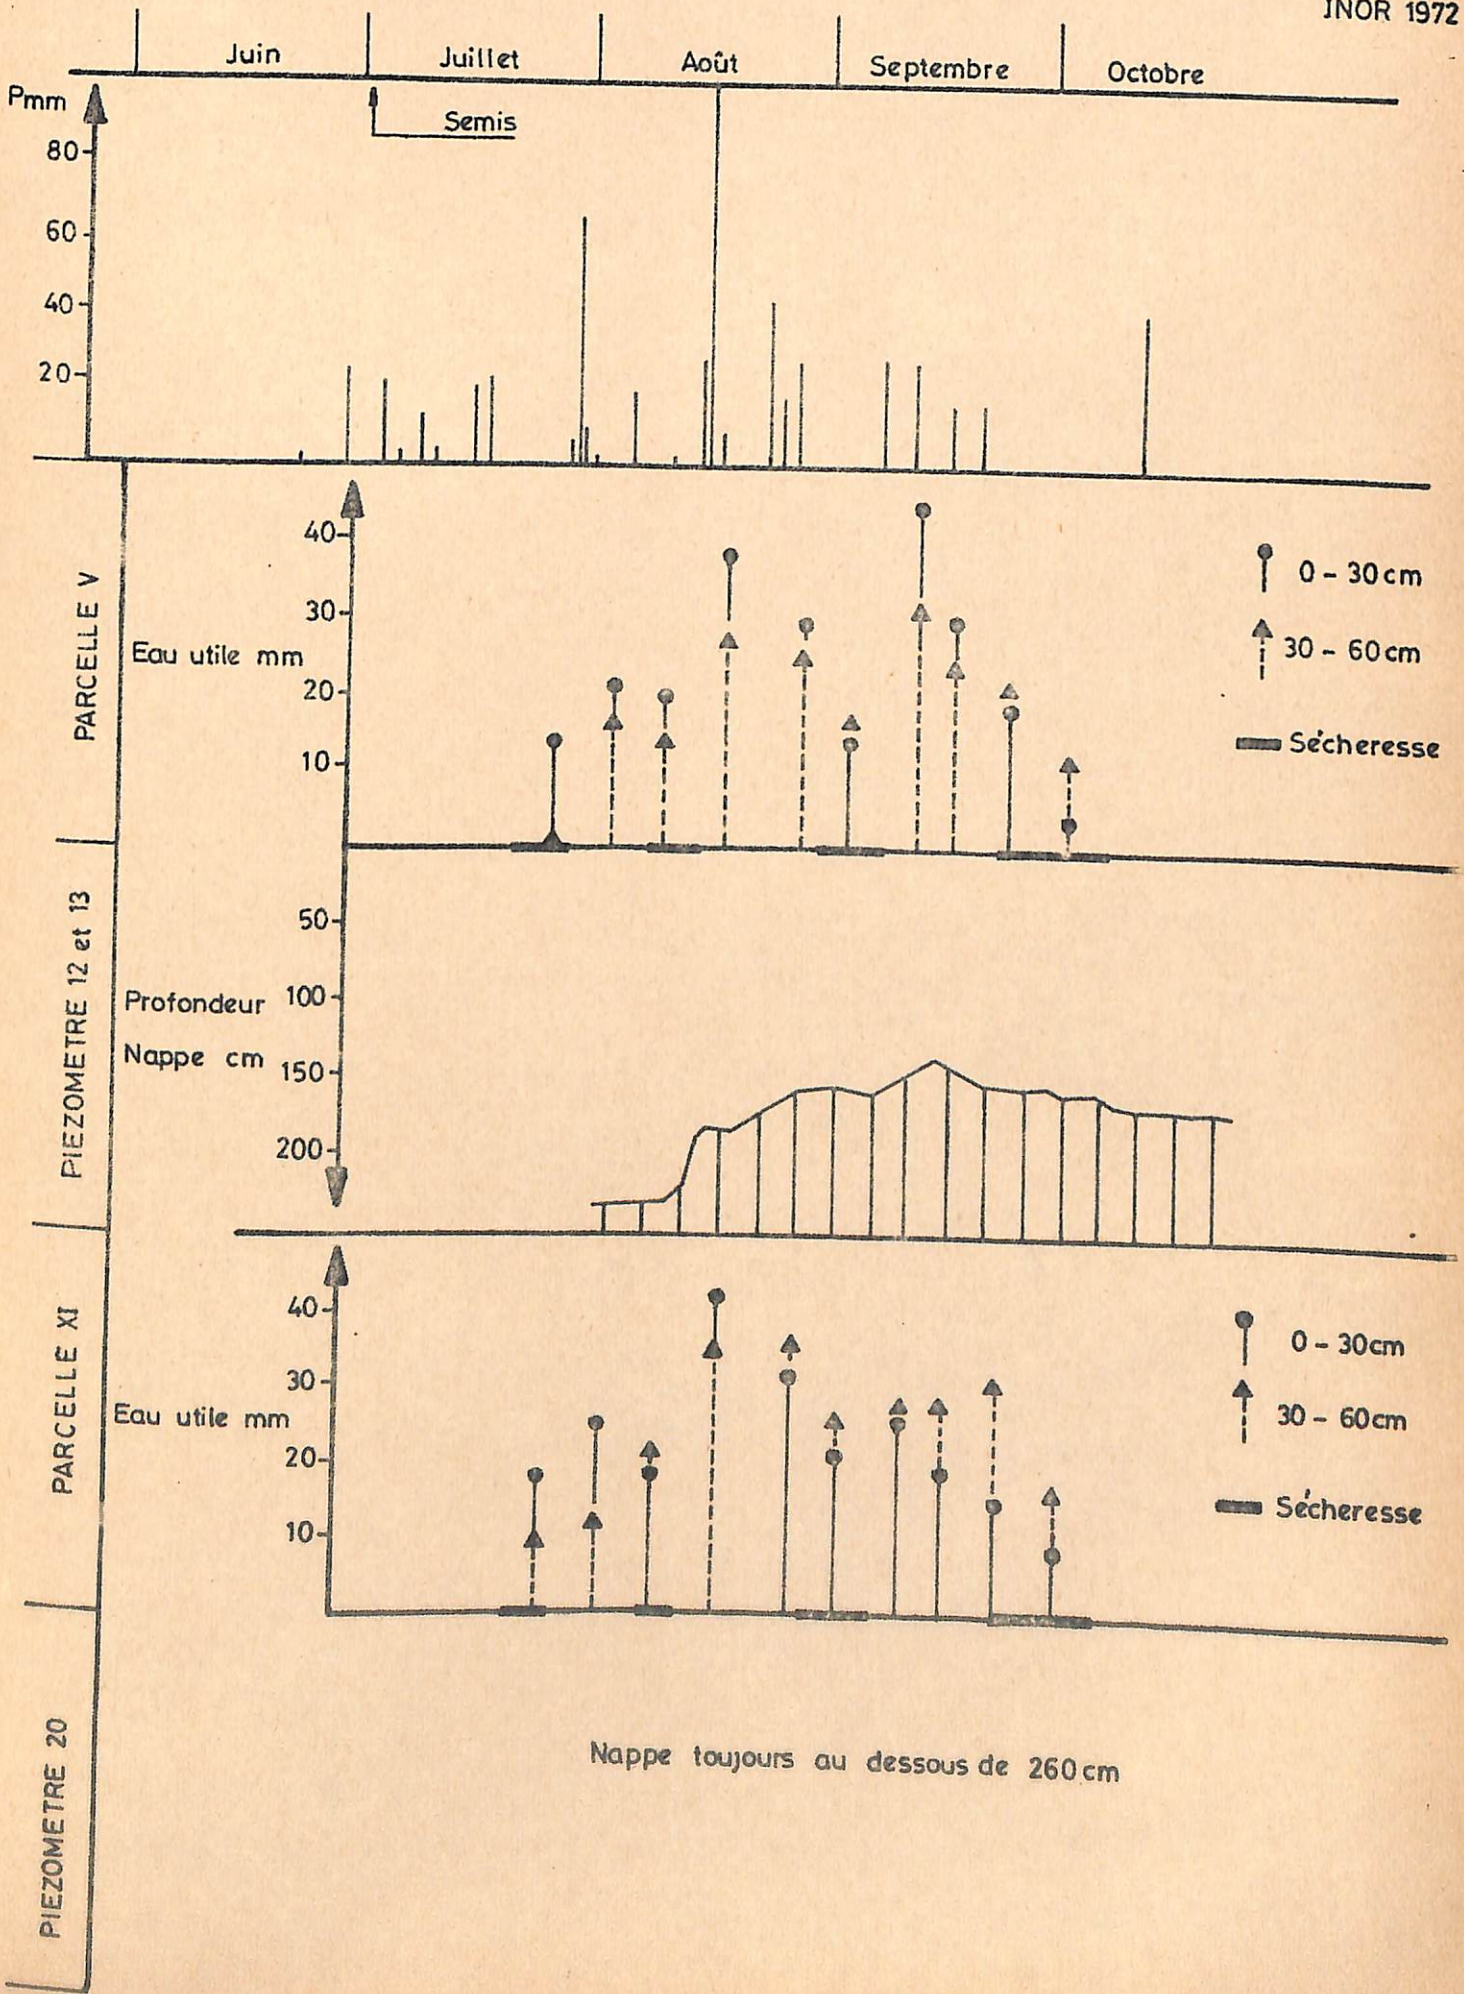 INOR 1972
Juin Juillet Août Septembre Octobre
Pmm
Semis
80
60
40
20
PARCELLE V
Eau utile mm
40
30
20
10
0 - 30cm
30 - 60cm
Sécheresse
PIEZOMETRE 12 et 13
Profondeur
Nappe cm
50
100
150
200
PARCELLE XI
Eau utile mm
40
30
20
10
0 - 30cm
30 - 60cm
Sécheresse
PIEZOMETRE 20
Nappe toujours au dessous de 260cm